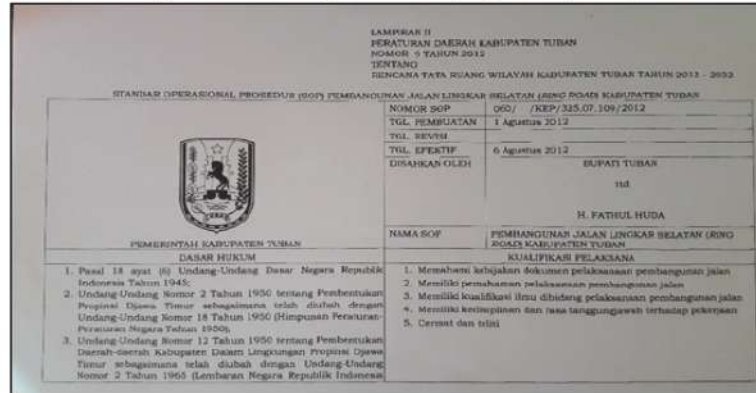 LAMPIRAN II
PERATURAN DAERAH KABUPATEN TUBAN
NOMOR 9 TAHUN 2012
TENTANG
RENCANA TATA RUANG WILAYAH KABUPATEN TUBAN TAHUN 2012 - 2032
STANDAR OPERASIONAL PROSEDUR (SOP) PEMBANGUNAN JALAN LINGKAR SELATAN (RING ROAD) KABUPATEN TUBAN
NOMOR SOP 060/ /KEP/325.07.109/2012
TGL. PEMBUATAN 1 Agustus 2012
TGL. REVISI
TGL. EFEKTIF 6 Agustus 2012
DISAHKAN OLEH BUPATI TUBAN
ttd
H. FATHUL HUDA
NAMA SOP PEMBANGUNAN JALAN LINGKAR SELATAN (RING
ROAD) KABUPATEN TUBAN
PEMERINTAH KABUPATEN TUBAN
DASAR HUKUM
1. Pasal 18 ayat (6) Undang-Undang Dasar Negara Republik
Indonesia Tahun 1945;
2. Undang-Undang Nomor 2 Tahun 1950 tentang Pembentukan
Propinsi Djawa Timur sebagaimana telah diubah dengan
Undang-Undang Nomor 18 Tahun 1950 (Himpunan Peraturan-
Peraturan Negara Tahun 1950);
3. Undang-Undang Nomor 12 Tahun 1950 tentang Pembentukan
Daerah-daerah Kabupaten Dalam Lingkungan Propinsi Djawa
Timur sebagaimana telah diubah dengan Undang-Undang
Nomor 2 Tahun 1965 (Lembaran Negara Republik Indonesia
KUALIFIKASI PELAKSANA
1. Memahami kebijakan dokumen pelaksanaan pembangunan jalan
2. Memiliki pemahaman pelaksanaan pembangunan jalan
3. Memiliki kualifikasi ilmu dibidang pelaksanaan pembangunan jalan
4. Memiliki kedisiplinan dan rasa tanggungjawab terhadap pekerjaan
5. Cermat dan teliti